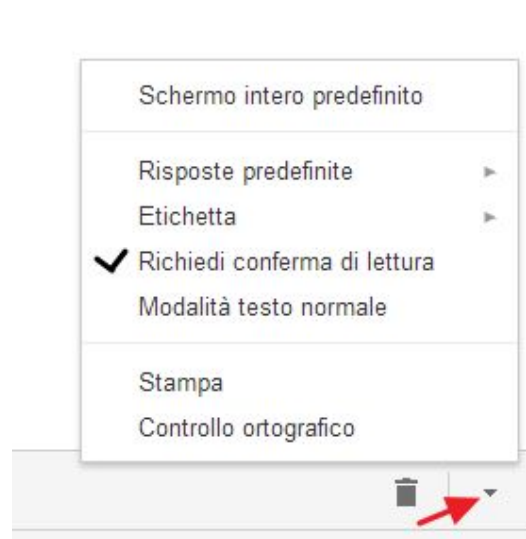 Schermo intero predefinito
Risposte predefinite
Etichetta
Richiedi conferma di lettura
Modalità testo normale
Stampa
Controllo ortografico